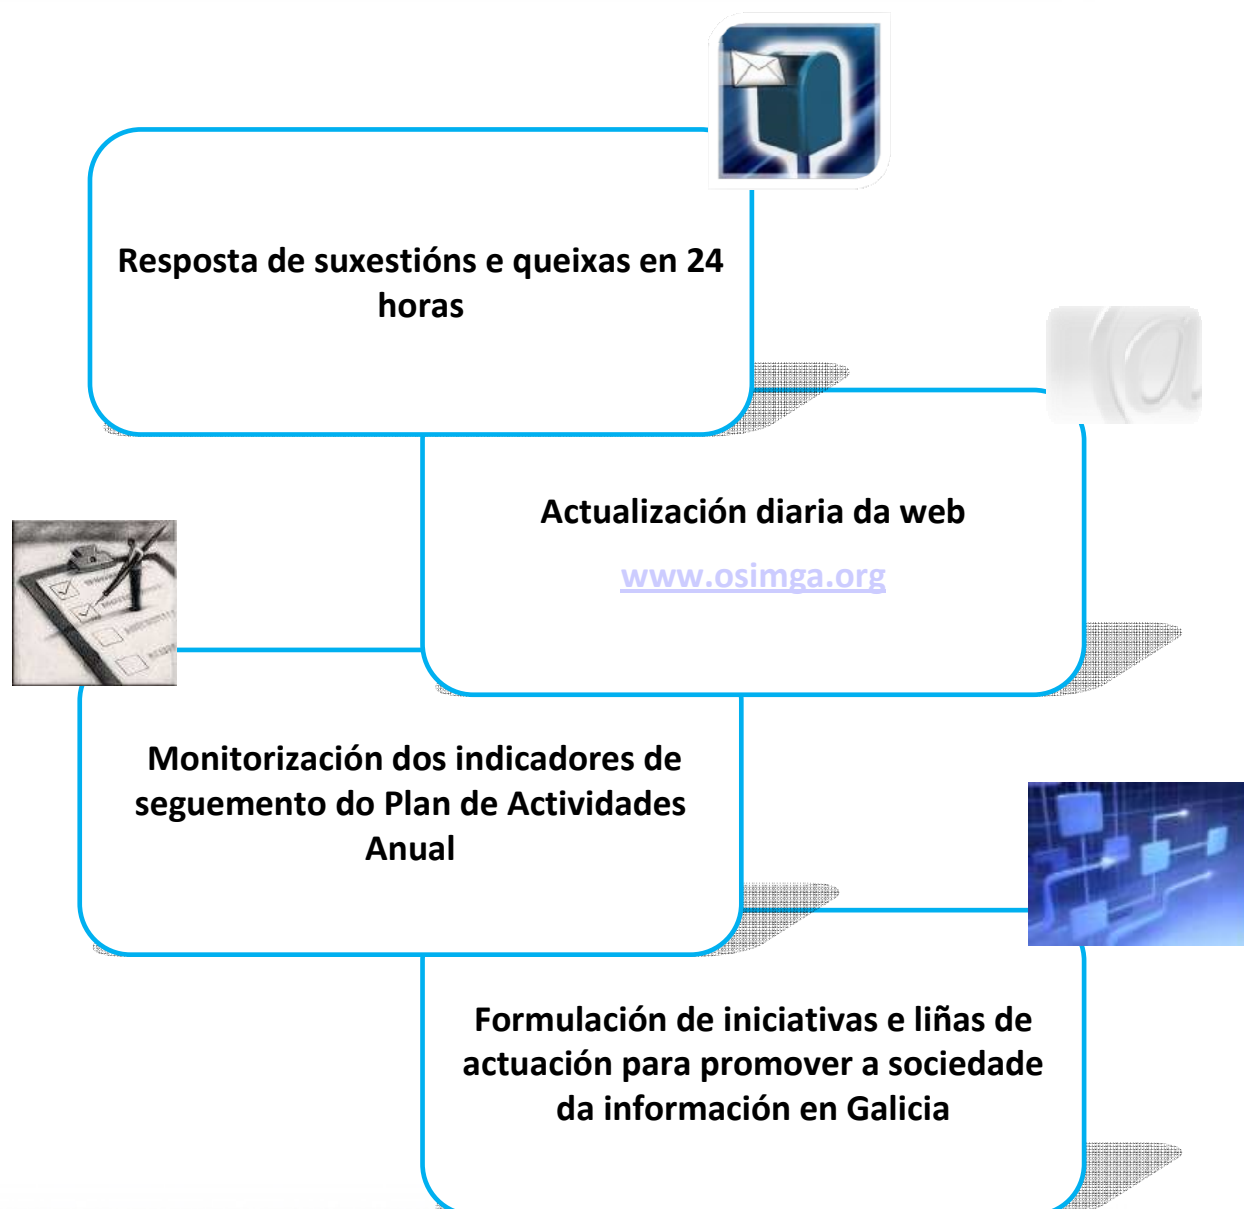 Resposta de suxestións e queixas en 24
horas
Actualización diaria da web
www.osimga.org
Monitorización dos indicadores de
seguemento do Plan de Actividades
Anual
Formulación de iniciativas e liñas de
actuación para promover a sociedade
da información en Galicia